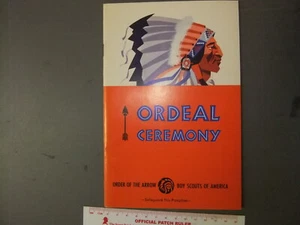 ORDEAL
CEREMONY
ORDER OF THE ARROW BOY SCOUTS OF AMERICA
OFFICIAL PATCH RULER